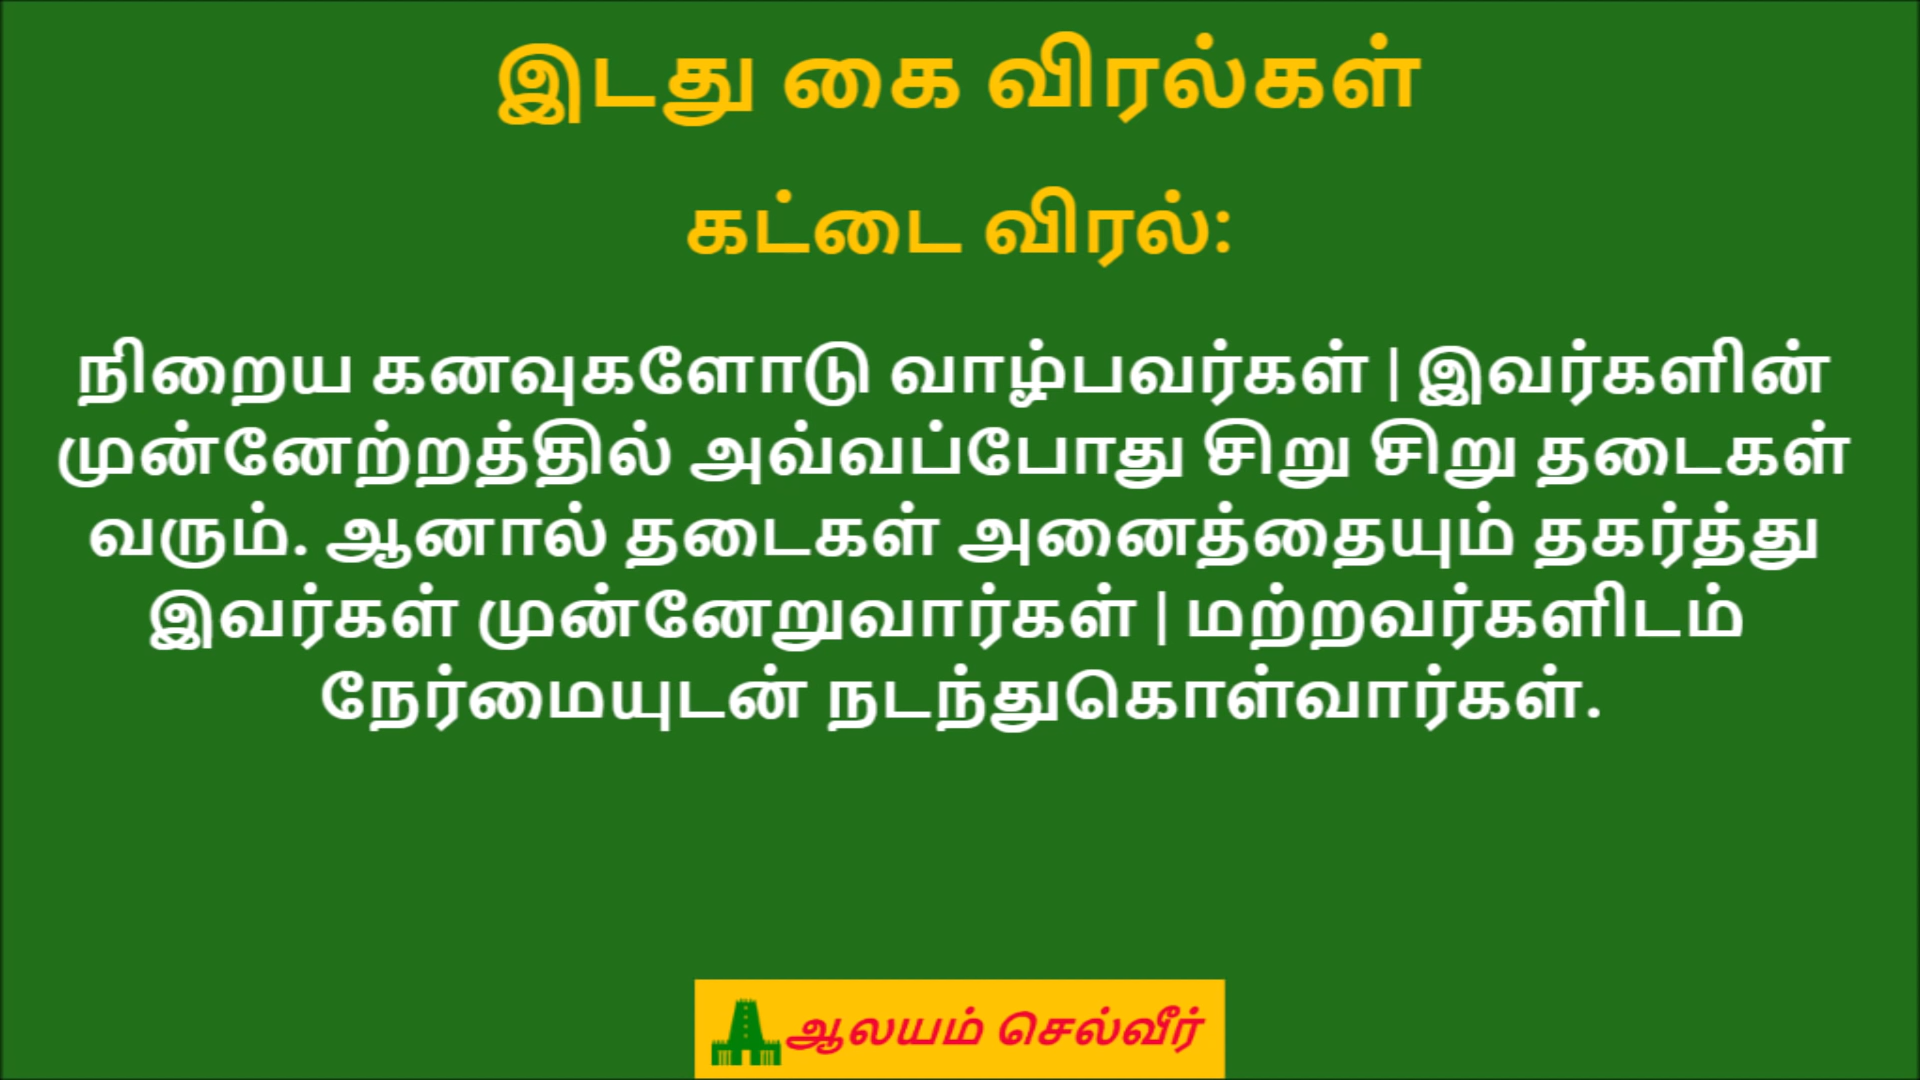 இடது கை விரல்கள்
கட்டை விரல்:
நிறைய கனவுகளோடு வாழ்பவர்கள் | இவர்களின்
முன்னேற்றத்தில் அவ்வப்போது சிறு சிறு தடைகள்
வரும். ஆனால் தடைகள் அனைத்தையும் தகர்த்து
இவர்கள் முன்னேறுவார்கள் | மற்றவர்களிடம்
நேர்மையுடன் நடந்துகொள்வார்கள்.
ஆலயம் செல்வீர்